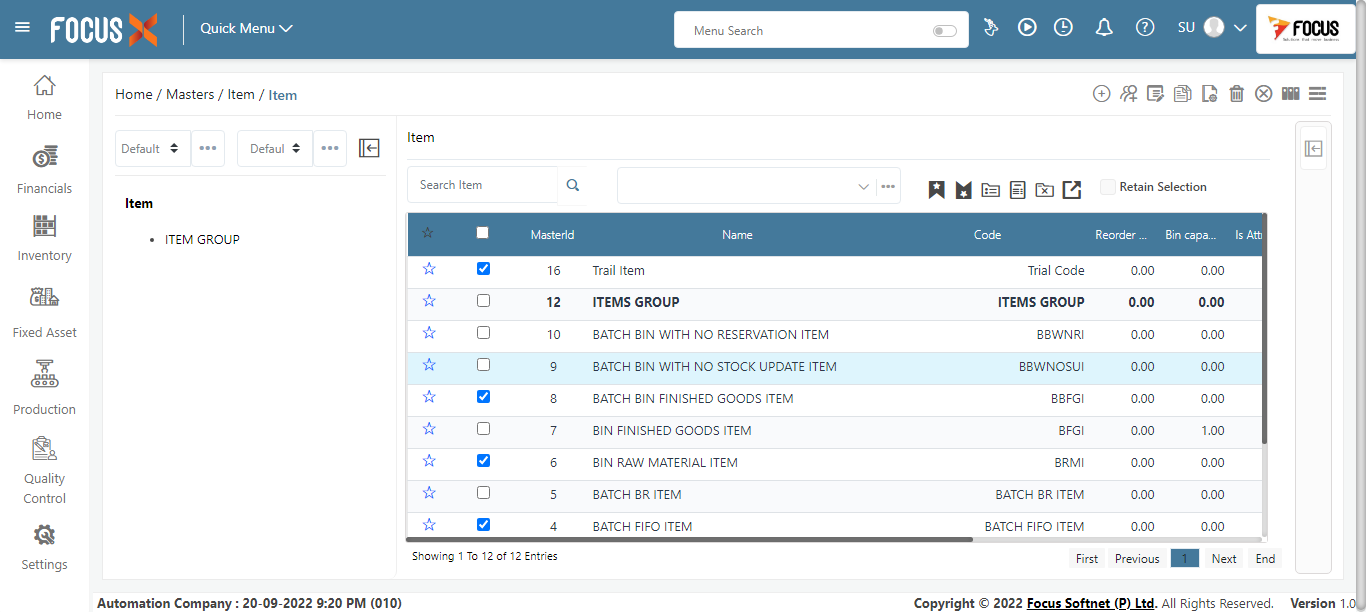 FOCUS X Quick Menu Menu Search SU FOCUS
Home / Masters / Item / Item
Home
Financials
Inventory
Fixed Asset
Production
Quality
Control
Settings
Default ••• Defaul •••
Item
• ITEM GROUP
Item
Search Item ••• Retain Selection
MasterId Name Code Reorder ... Bin capa... Is Att
16 Trail Item Trial Code 0.00 0.00
12 ITEMS GROUP ITEMS GROUP 0.00 0.00
10 BATCH BIN WITH NO RESERVATION ITEM BBWNRI 0.00 0.00
9 BATCH BIN WITH NO STOCK UPDATE ITEM BBWNOSUI 0.00 0.00
8 BATCH BIN FINISHED GOODS ITEM BBFGI 0.00 0.00
7 BIN FINISHED GOODS ITEM BFGI 0.00 1.00
6 BIN RAW MATERIAL ITEM BRMI 0.00 0.00
5 BATCH BR ITEM BATCH BR ITEM 0.00 0.00
4 BATCH FIFO ITEM BATCH FIFO ITEM 0.00 0.00
Showing 1 To 12 of 12 Entries
First Previous 1 Next End
Automation Company : 20-09-2022 9:20 PM (010) Copyright © 2022 Focus Softnet (P) Ltd. All Rights Reserved. Version 1.0